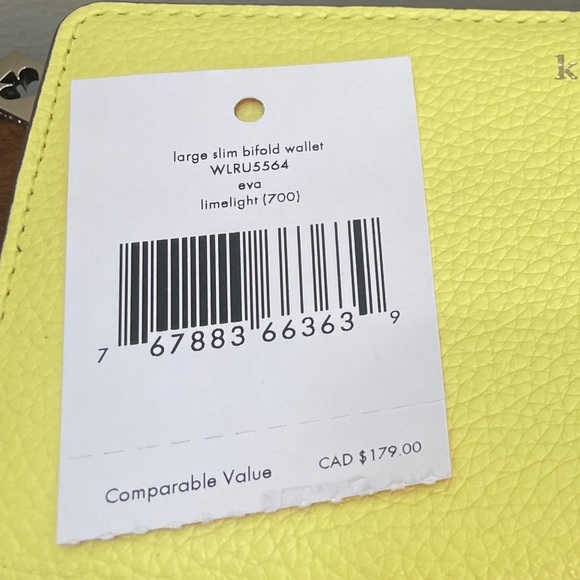 k
large slim bifold wallet
WLRU5564
eva
limelight (700)
7 67883 66363 9
Comparable Value CAD $179.00